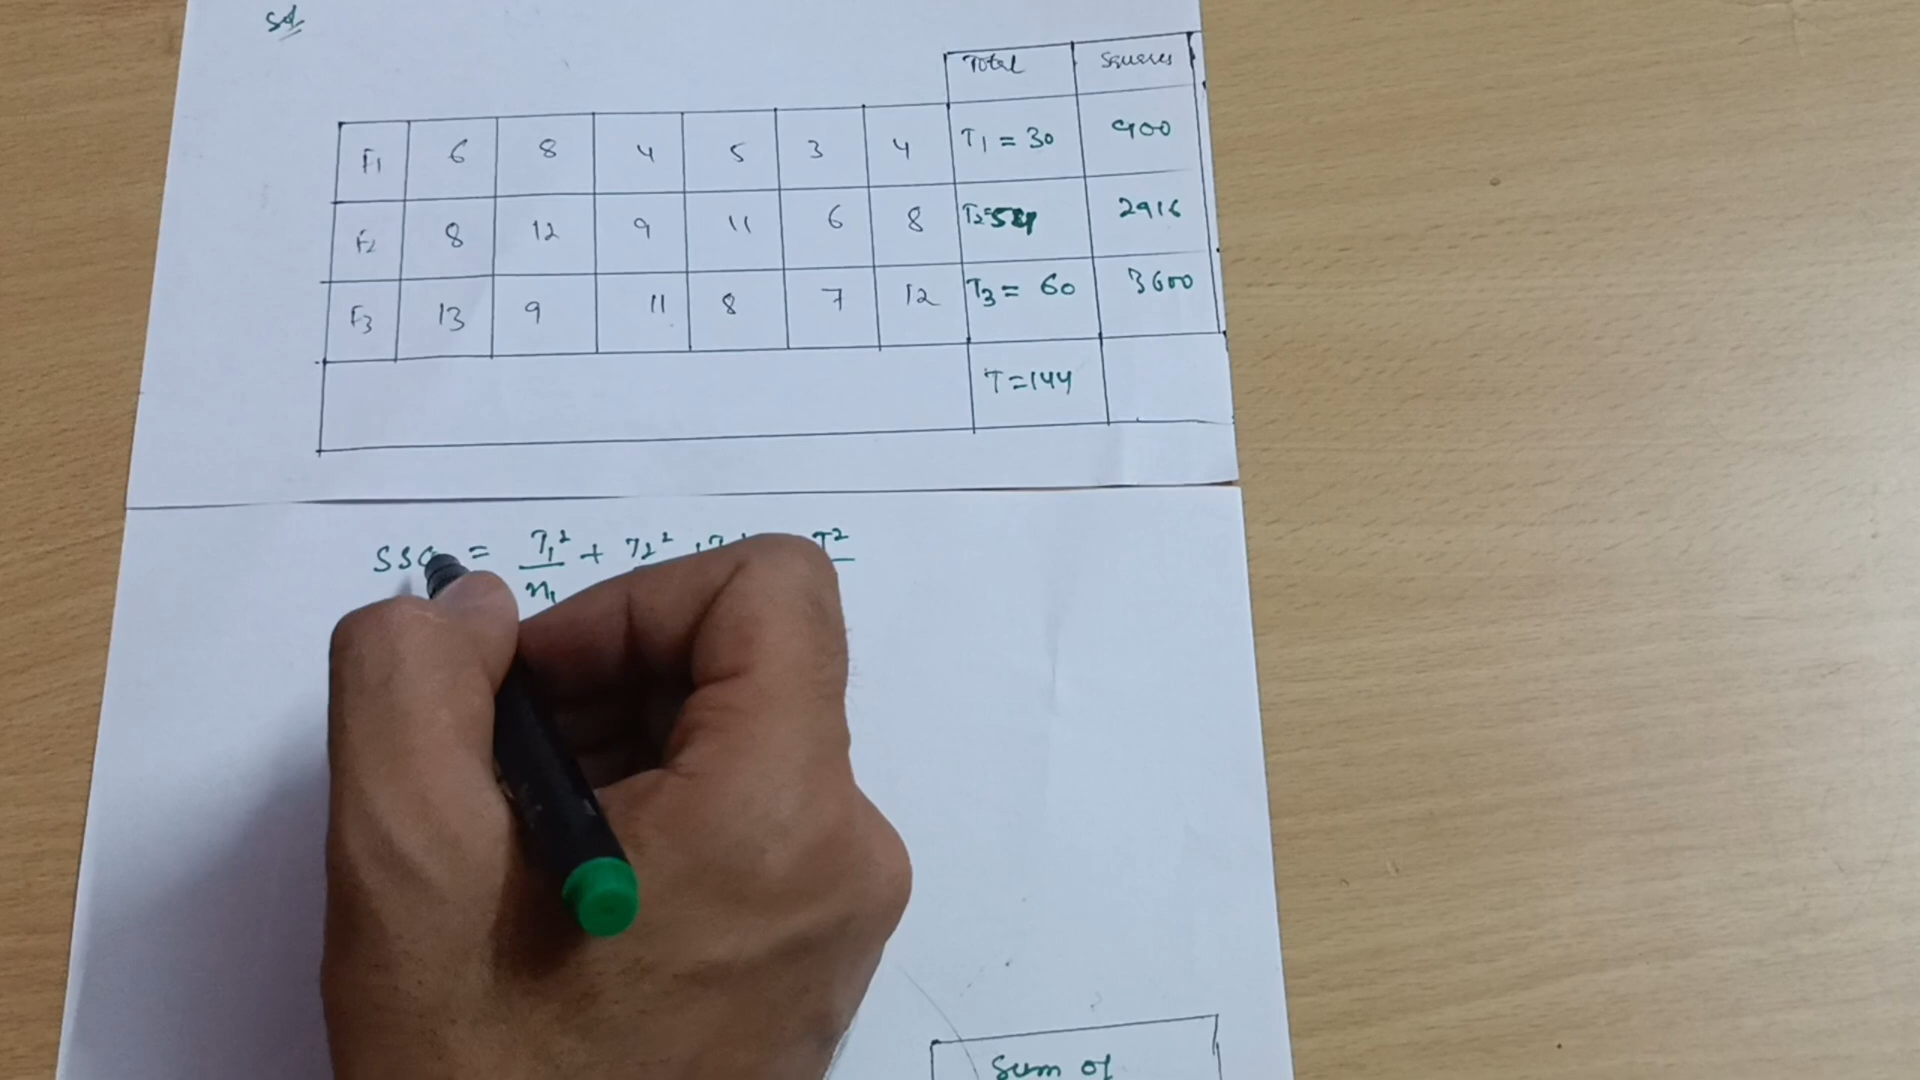 Sol
Total Squares
F1 6 8 4 5 3 4 T1 = 30 900
F2 8 12 9 11 6 8 T2=54 2916
F3 13 9 11 8 7 12 T3 = 60 3600
T=144
= T1² + T2² T²
n1
Sum of